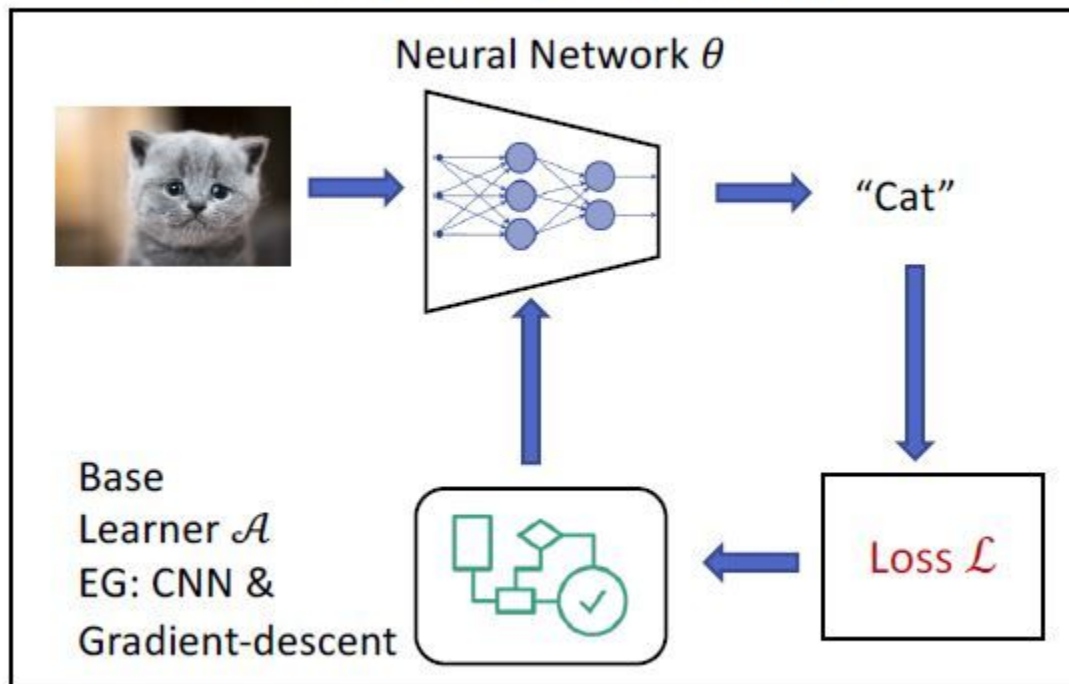 Neural Network θ
“Cat”
Base
Learner 𝒜
EG: CNN &
Gradient-descent
Loss ℒ